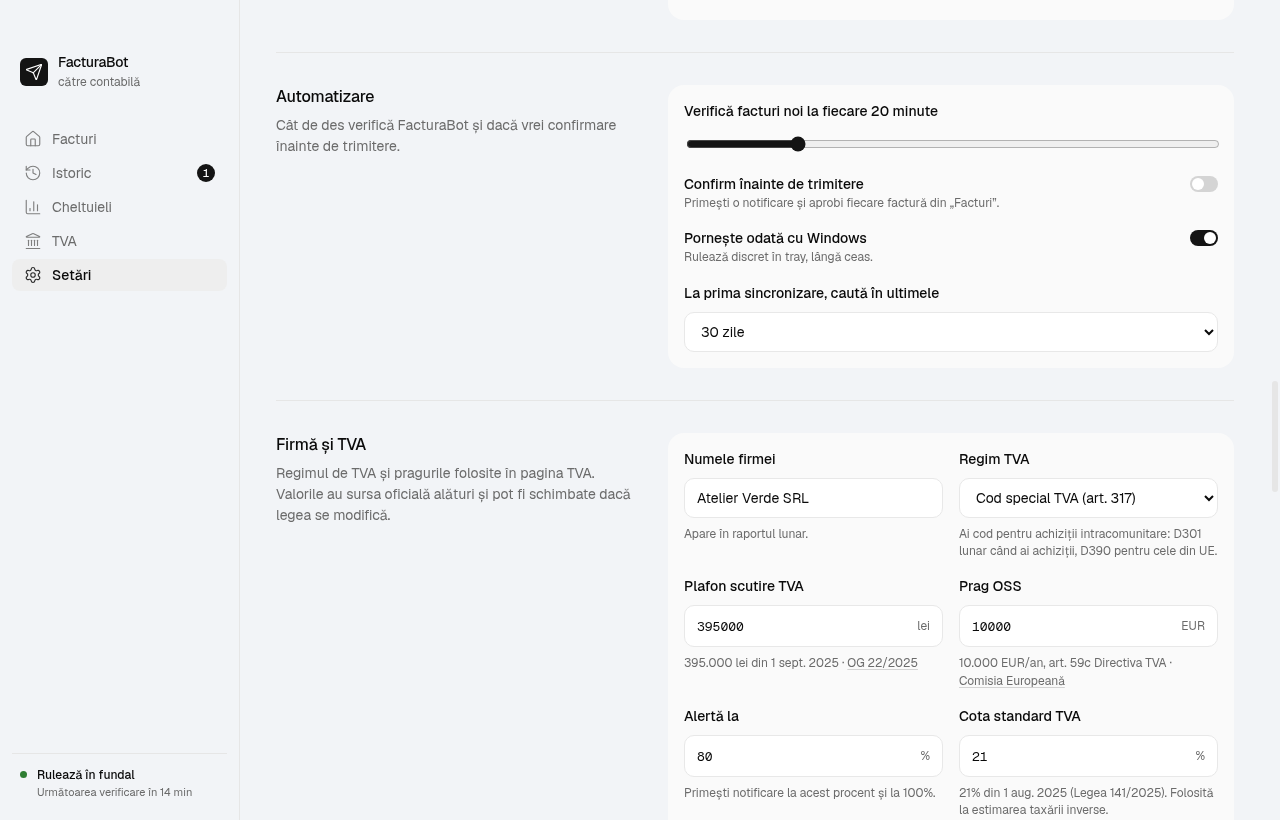 FacturaBot
către contabilă
Facturi
Istoric
1
Cheltuieli
TVA
Setări
Rulează în fundal
Următoarea verificare în 14 min
Automatizare
Cât de des verifică FacturaBot și dacă vrei confirmare
înainte de trimitere.
Verifică facturi noi la fiecare 20 minute
Confirm înainte de trimitere
Primești o notificare și aprobi fiecare factură din „Facturi”.
Pornește odată cu Windows
Rulează discret în tray, lângă ceas.
La prima sincronizare, caută în ultimele
30 zile
Firmă și TVA
Regimul de TVA și pragurile folosite în pagina TVA.
Valorile au sursa oficială alături și pot fi schimbate dacă
legea se modifică.
Numele firmei
Atelier Verde SRL
Apare în raportul lunar.
Regim TVA
Cod special TVA (art. 317)
Ai cod pentru achiziții intracomunitare: D301
lunar când ai achiziții, D390 pentru cele din UE.
Plafon scutire TVA
395000 lei
395.000 lei din 1 sept. 2025 · OG 22/2025
Prag OSS
10000 EUR
10.000 EUR/an, art. 59c Directiva TVA ·
Comisia Europeană
Alertă la
80 %
Primești notificare la acest procent și la 100%.
Cota standard TVA
21 %
21% din 1 aug. 2025 (Legea 141/2025). Folosită
la estimarea taxării inverse.